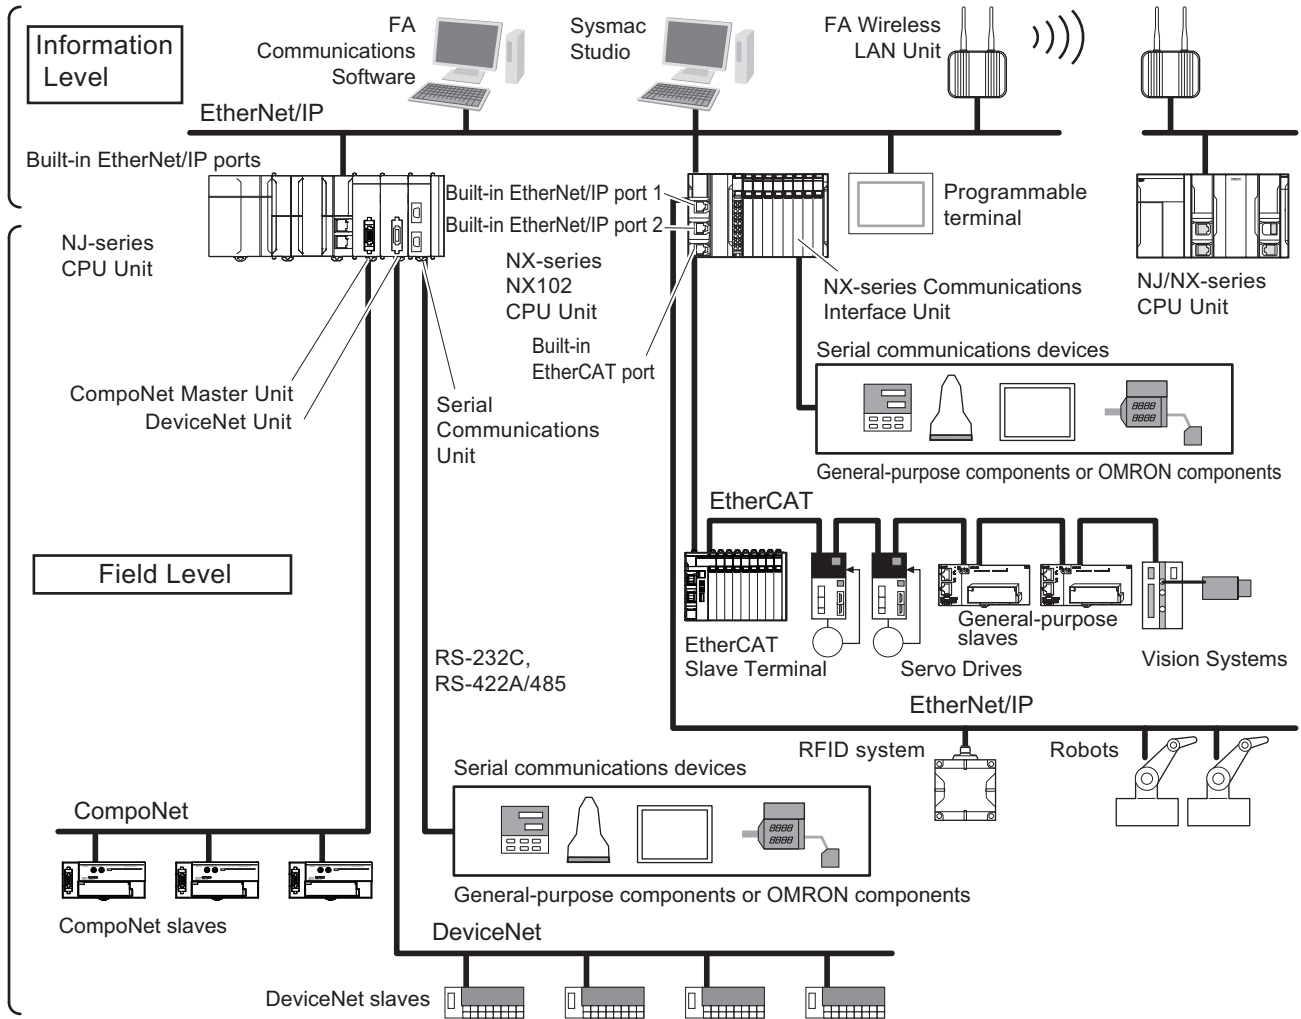 Information
Level
FA
Communications
Software
Sysmac
Studio
FA Wireless
LAN Unit
EtherNet/IP
Built-in EtherNet/IP ports
Built-in EtherNet/IP port 1
Built-in EtherNet/IP port 2
Programmable
terminal
NJ-series
CPU Unit
NX-series
NX102
CPU Unit
NX-series Communications
Interface Unit
NJ/NX-series
CPU Unit
Built-in
EtherCAT port
Serial communications devices
CompoNet Master Unit
DeviceNet Unit
Serial
Communications
Unit
8888
8888
General-purpose components or OMRON components
EtherCAT
Field Level
EtherCAT
Slave Terminal
Servo Drives
General-purpose
slaves
Vision Systems
RS-232C,
RS-422A/485
EtherNet/IP
RFID system
Robots
Serial communications devices
8888
8888
General-purpose components or OMRON components
CompoNet
CompoNet slaves
DeviceNet
DeviceNet slaves